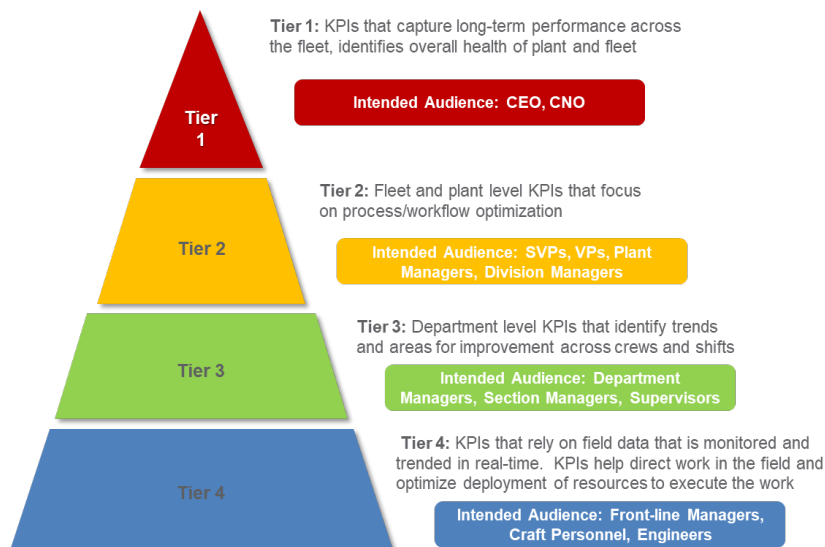 Tier 1: KPIs that capture long-term performance across
the fleet, identifies overall health of plant and fleet
Intended Audience: CEO, CNO
Tier
1
Tier 2: Fleet and plant level KPIs that focus
on process/workflow optimization
Tier 2
Intended Audience: SVPs, VPs, Plant
Managers, Division Managers
Tier 3: Department level KPIs that identify trends
and areas for improvement across crews and shifts
Tier 3
Intended Audience: Department
Managers, Section Managers, Supervisors
Tier 4: KPIs that rely on field data that is monitored and
trended in real-time. KPIs help direct work in the field and
optimize deployment of resources to execute the work
Tier 4
Intended Audience: Front-line Managers,
Craft Personnel, Engineers